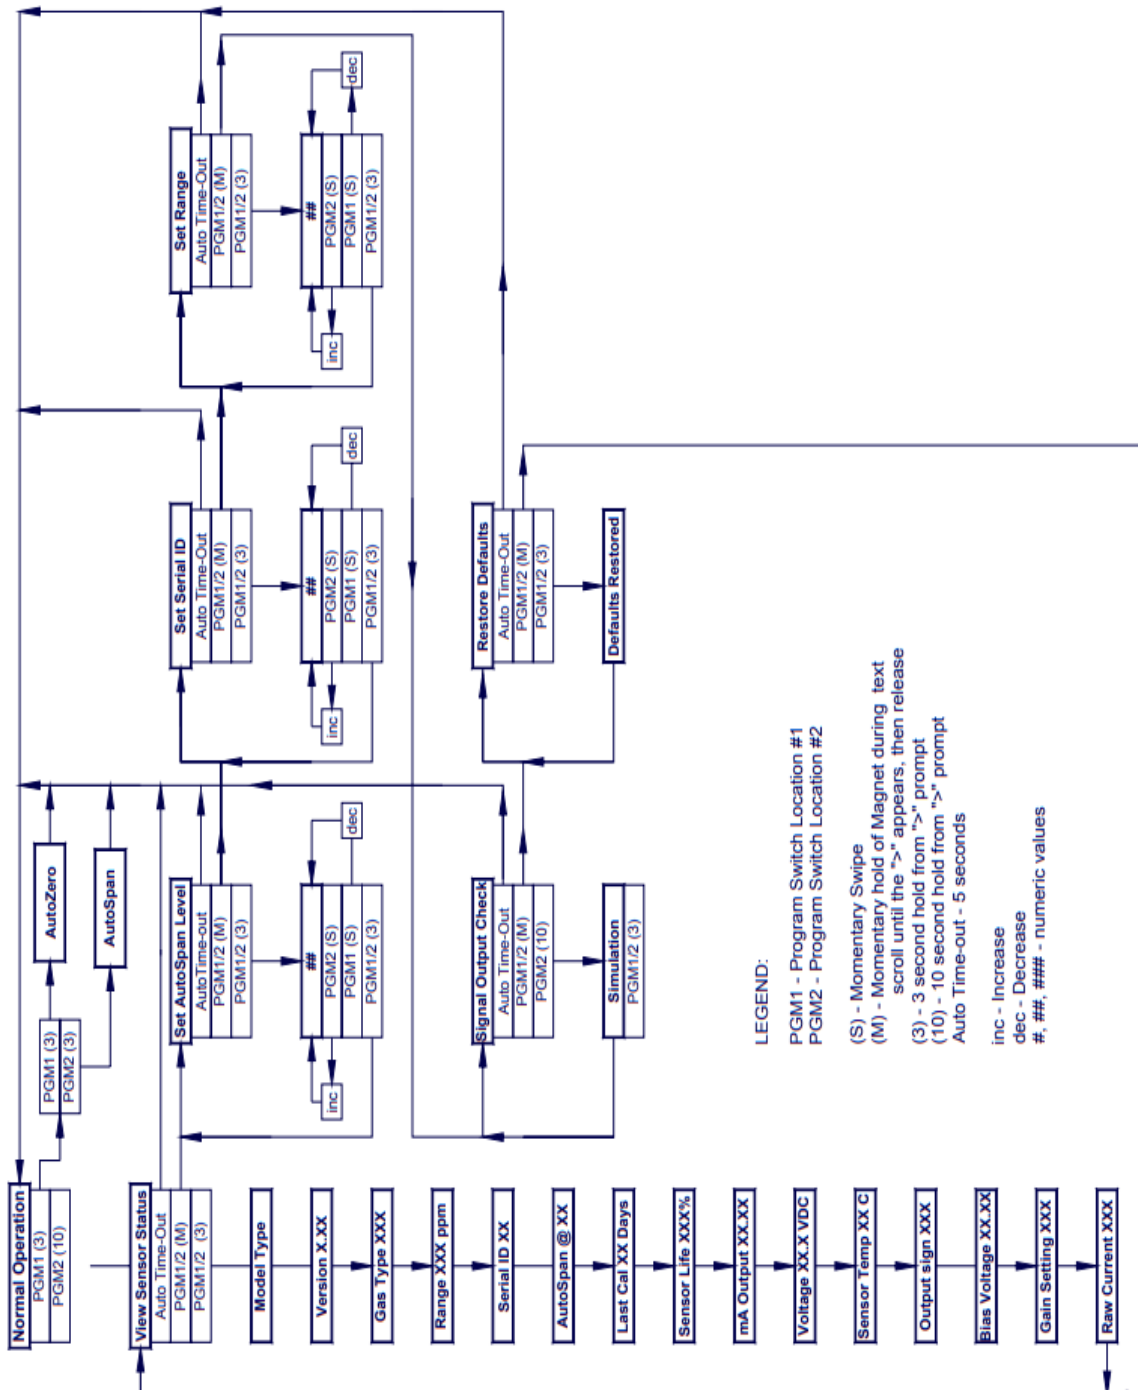 Normal Operation
PGM1 (3)
PGM2 (10)
PGM1 (3)
PGM2 (3)
AutoZero
AutoSpan
View Sensor Status
Auto Time-Out
PGM1/2 (M)
PGM1/2 (3)
Model Type
Version X.XX
Gas Type XXX
Range XXX ppm
Serial ID XX
AutoSpan @ XX
Last Cal XX Days
Sensor Life XXX%
mA Output XX.XX
Voltage XX.X VDC
Sensor Temp XX C
Output sign XXX
Bias Voltage XX.XX
Gain Setting XXX
Raw Current XXX
Set AutoSpan Level
AutoTime-out
PGM1/2 (M)
PGM1/2 (3)
##
PGM2 (S)
PGM1 (S)
PGM1/2 (3)
inc
dec
Set Serial ID
Auto Time-Out
PGM1/2 (M)
PGM1/2 (3)
##
PGM2 (S)
PGM1 (S)
PGM1/2 (3)
inc
dec
Set Range
Auto Time-Out
PGM1/2 (M)
PGM1/2 (3)
##
PGM2 (S)
PGM1 (S)
PGM1/2 (3)
inc
dec
Signal Output Check
Auto Time-Out
PGM1/2 (M)
PGM2 (10)
Simulation
PGM1/2 (3)
Restore Defaults
Auto Time-Out
PGM1/2 (M)
PGM1/2 (3)
Defaults Restored
LEGEND:
PGM1 - Program Switch Location #1
PGM2 - Program Switch Location #2
(S) - Momentary Swipe
(M) - Momentary hold of Magnet during text
scroll until the ">" appears, then release
(3) - 3 second hold from ">" prompt
(10) - 10 second hold from ">" prompt
Auto Time-out - 5 seconds
inc - Increase
dec - Decrease
#, ##, ### - numeric values